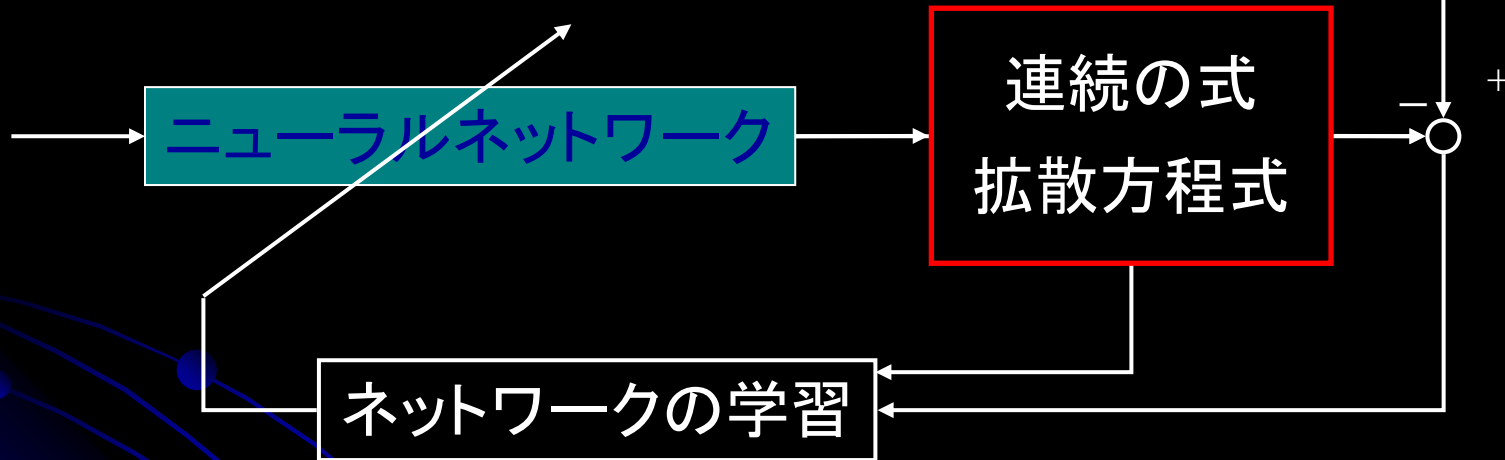 連続の式
+
−
ニューラルネットワーク
拡散方程式
ネットワークの学習